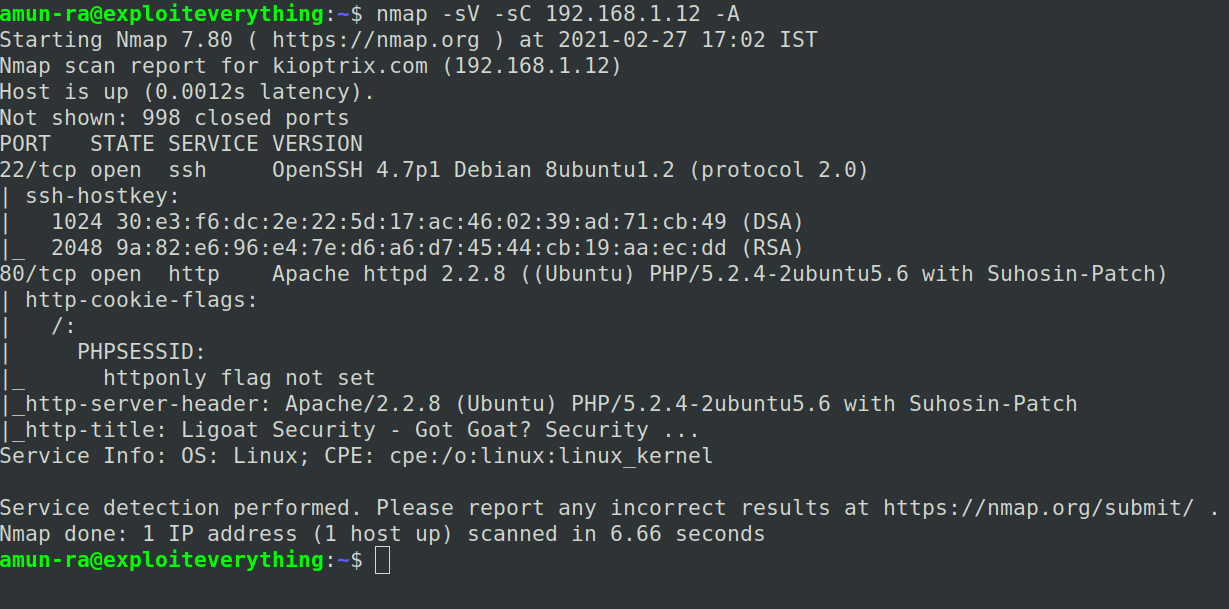 amun-ra@exploiteverything:~$ nmap -sV -sC 192.168.1.12 -A
Starting Nmap 7.80 ( https://nmap.org ) at 2021-02-27 17:02 IST
Nmap scan report for kioptrix.com (192.168.1.12)
Host is up (0.0012s latency).
Not shown: 998 closed ports
PORT   STATE SERVICE VERSION
22/tcp open  ssh     OpenSSH 4.7p1 Debian 8ubuntu1.2 (protocol 2.0)
| ssh-hostkey:
|   1024 30:e3:f6:dc:2e:22:5d:17:ac:46:02:39:ad:71:cb:49 (DSA)
|_  2048 9a:82:e6:96:e4:7e:d6:a6:d7:45:44:cb:19:aa:ec:dd (RSA)
80/tcp open  http    Apache httpd 2.2.8 ((Ubuntu) PHP/5.2.4-2ubuntu5.6 with Suhosin-Patch)
| http-cookie-flags:
|   /:
|     PHPSESSID:
|_      httponly flag not set
|_http-server-header: Apache/2.2.8 (Ubuntu) PHP/5.2.4-2ubuntu5.6 with Suhosin-Patch
|_http-title: Ligoat Security - Got Goat? Security ...
Service Info: OS: Linux; CPE: cpe:/o:linux:linux_kernel

Service detection performed. Please report any incorrect results at https://nmap.org/submit/ .
Nmap done: 1 IP address (1 host up) scanned in 6.66 seconds
amun-ra@exploiteverything:~$